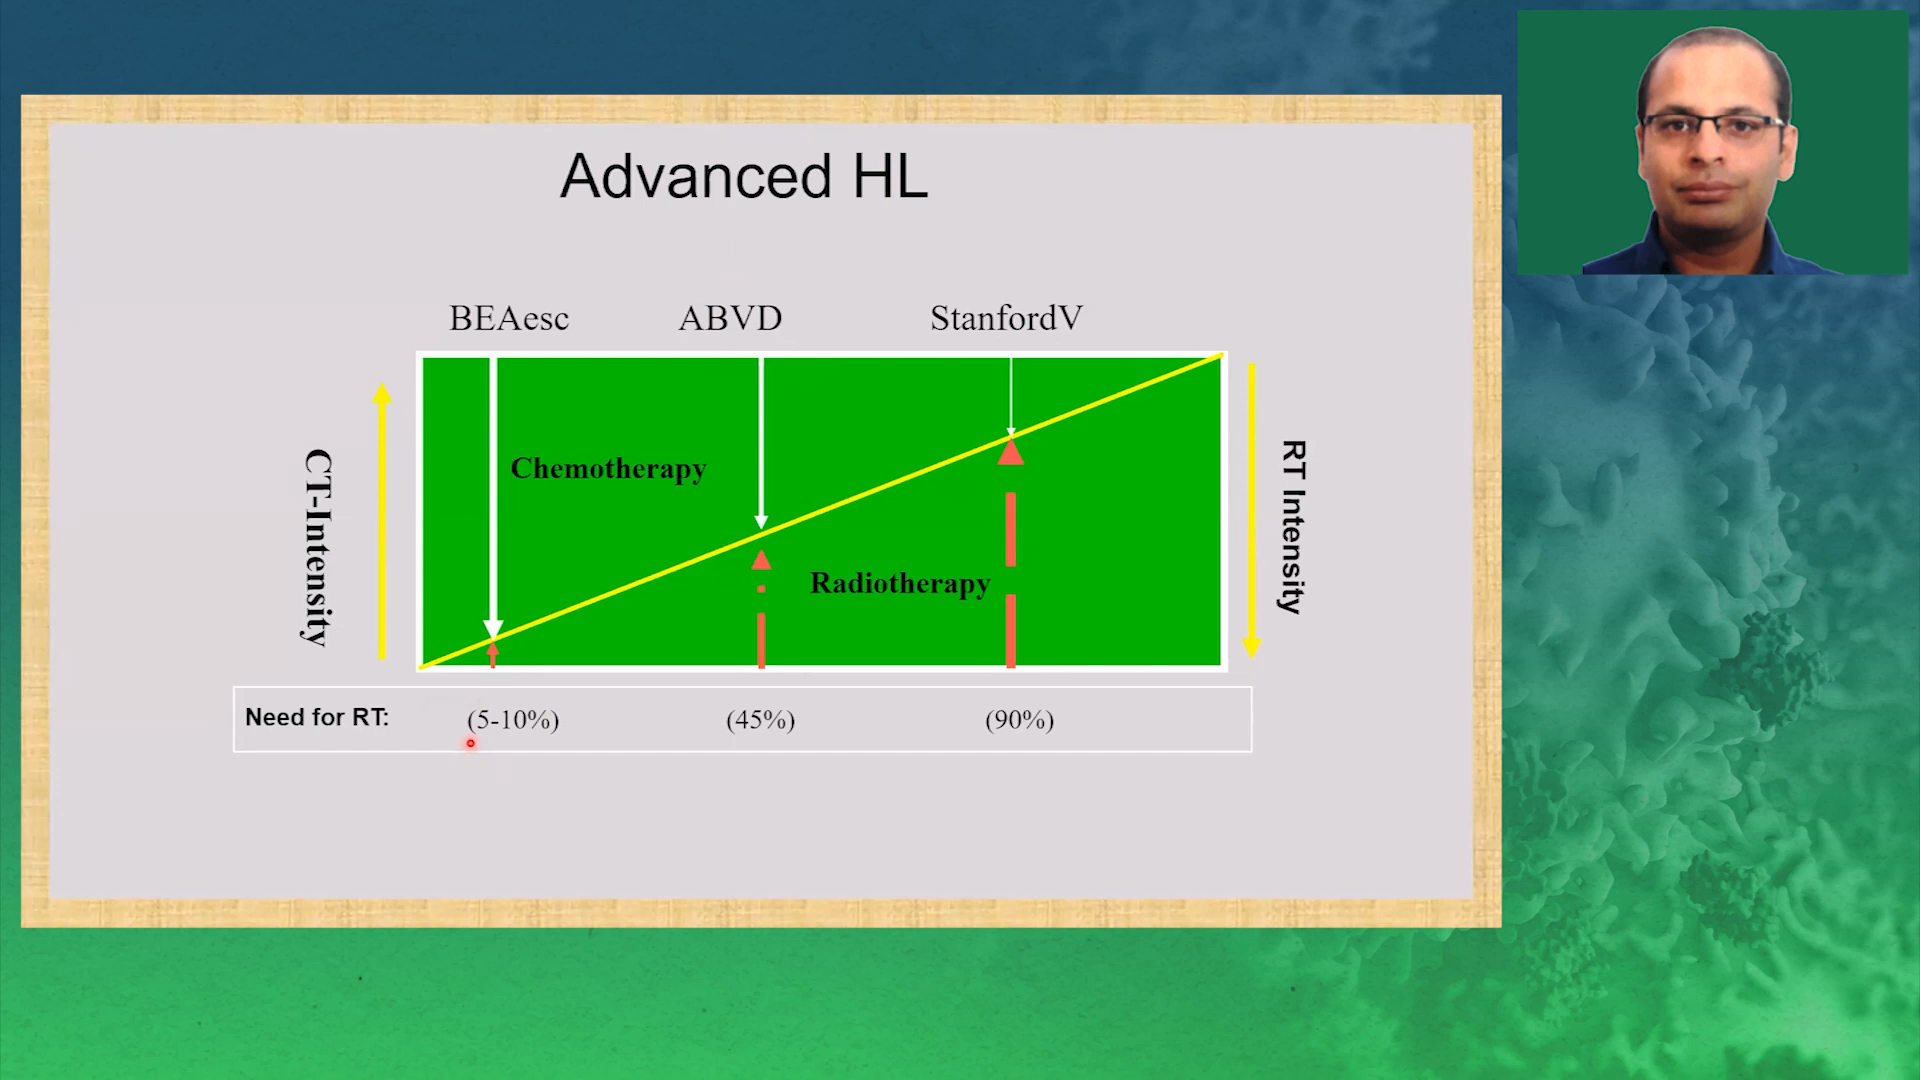 Advanced HL
BEAesc ABVD StanfordV
CT-Intensity
Chemotherapy
Radiotherapy
RT Intensity
Need for RT: (5-10%) (45%) (90%)